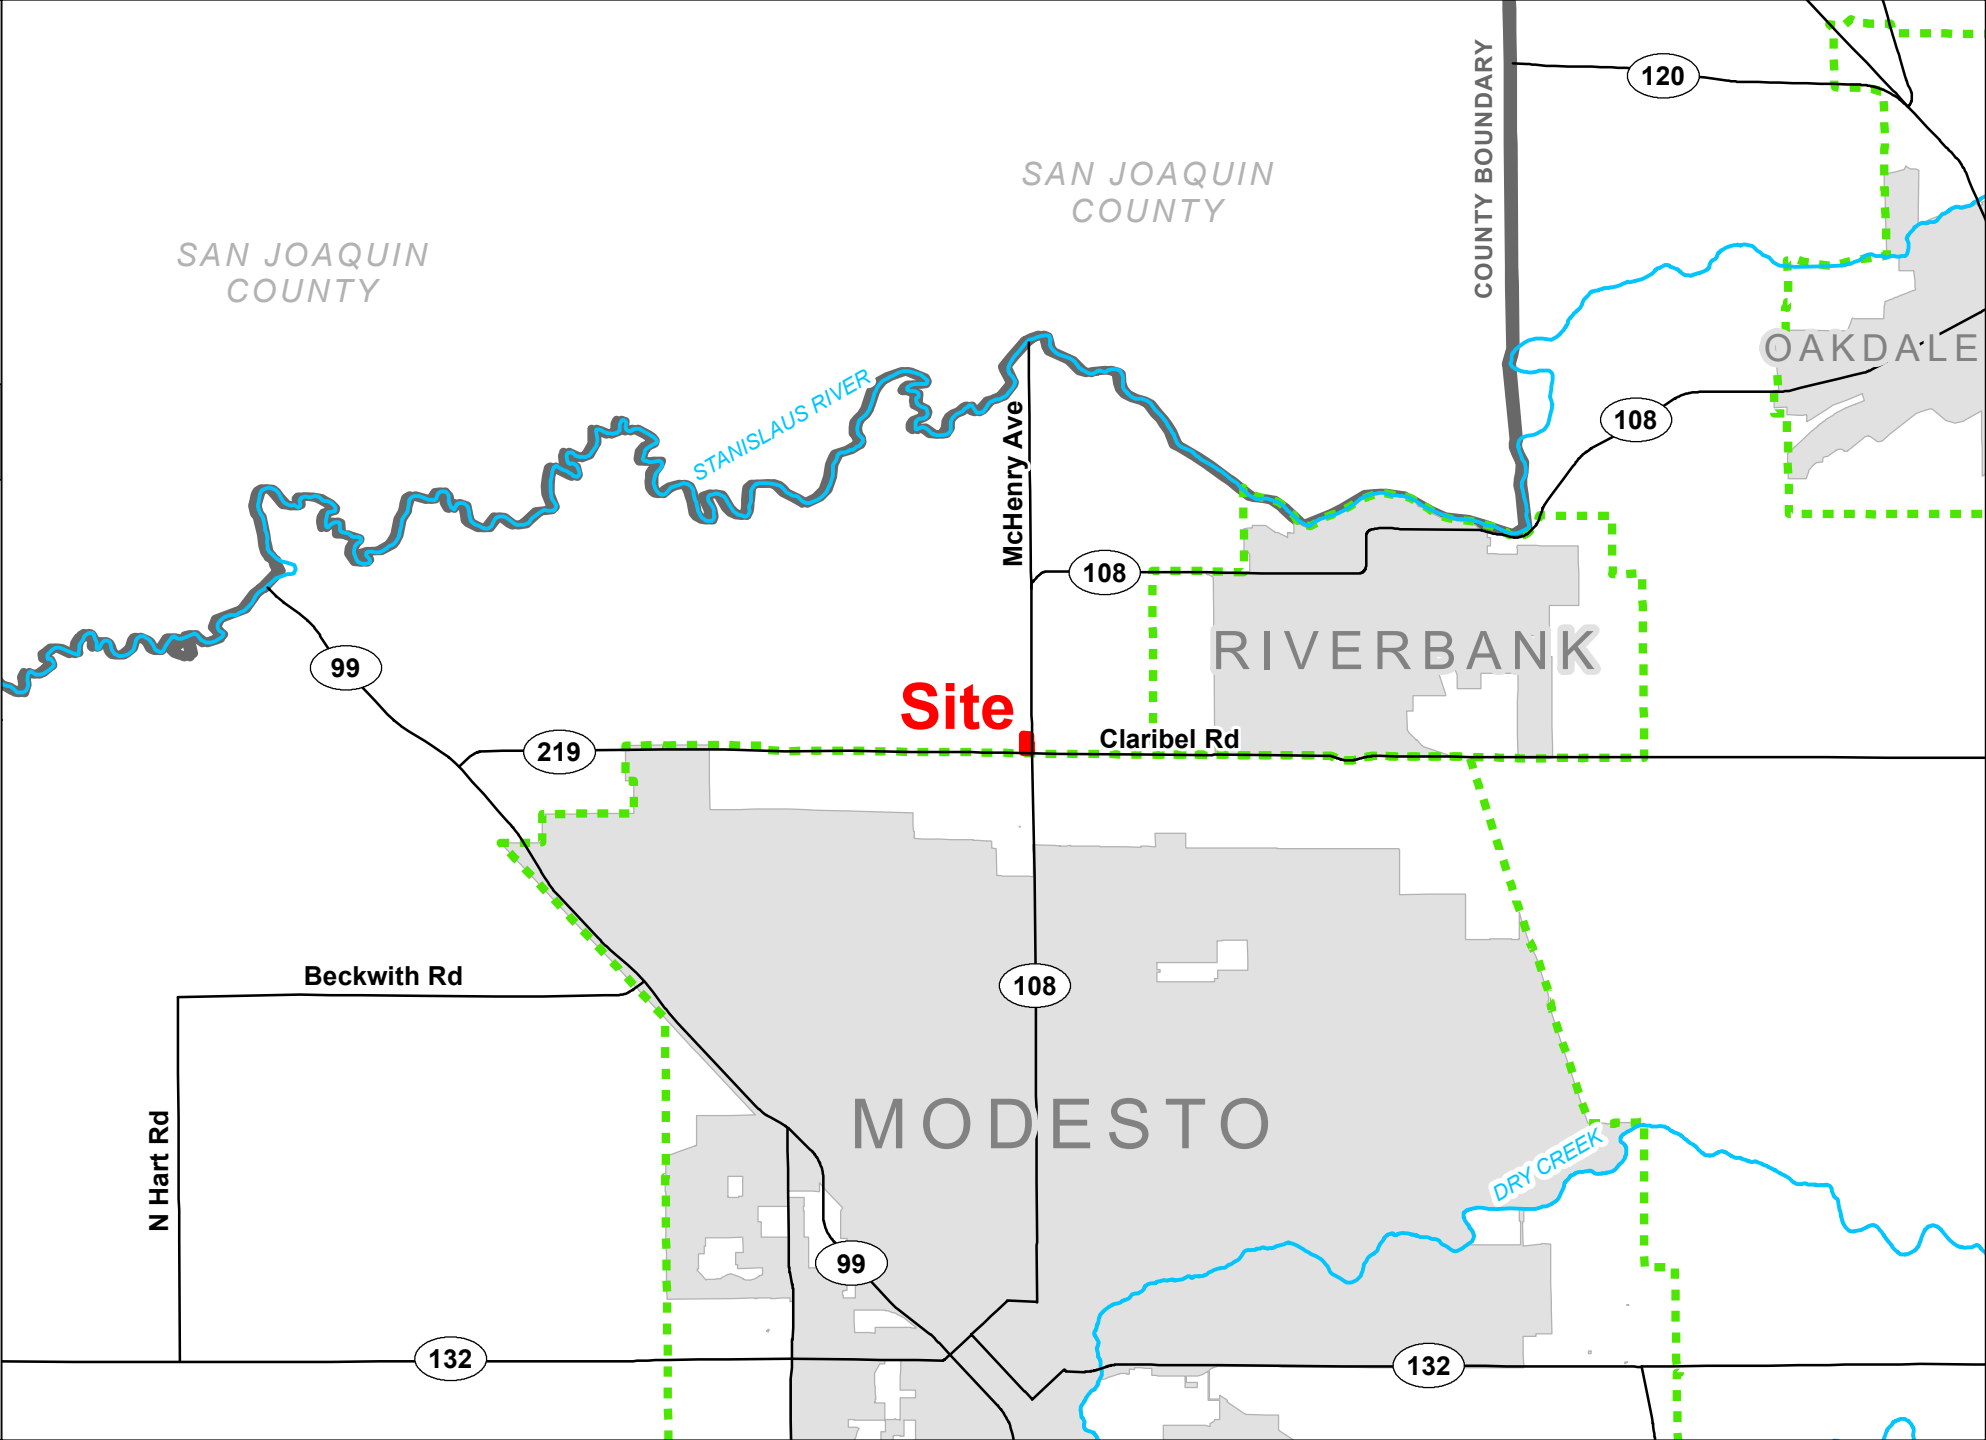 120
COUNTY BOUNDARY
SAN JOAQUIN
COUNTY
SAN JOAQUIN
COUNTY
OAKDALE
STANISLAUS RIVER
McHenry Ave
108
108
RIVERBANK
99
Site
Claribel Rd
219
Beckwith Rd
108
MODESTO
N Hart Rd
DRY CREEK
99
132
132